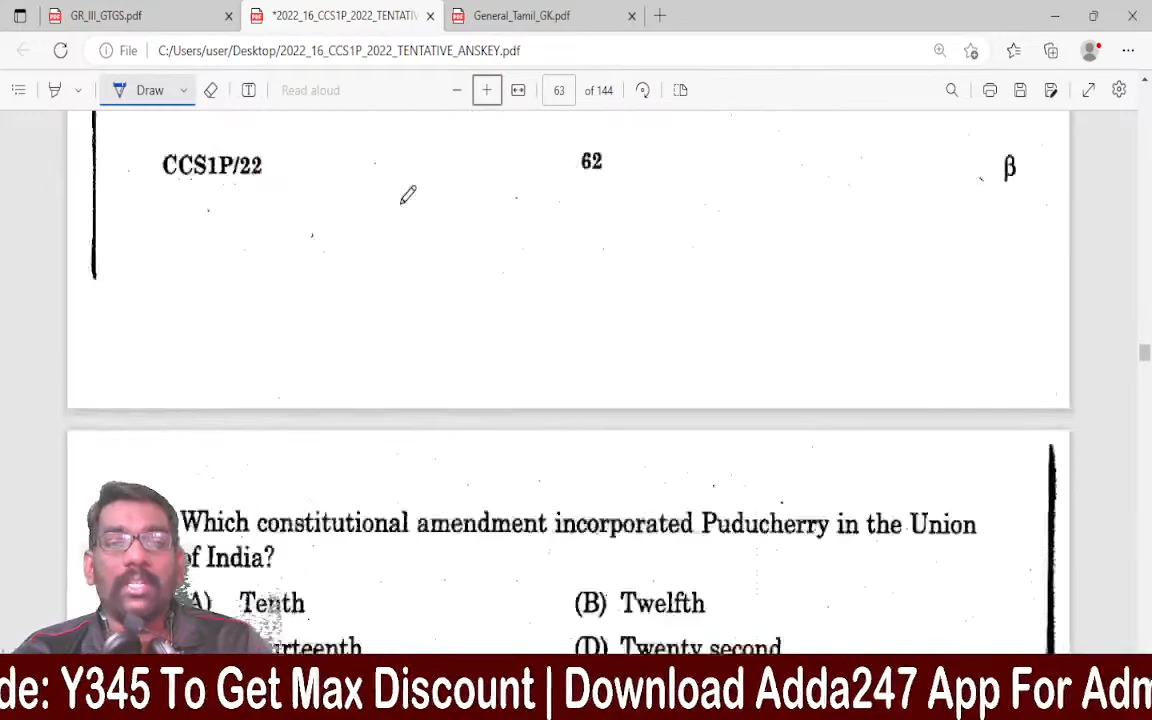 GR_III_GTGS.pdf
*2022_16_CCS1P_2022_TENTATIV
General_Tamil_GK.pdf
File
C:/Users/user/Desktop/2022_16_CCS1P_2022_TENTATIVE_ANSKEY.pdf
Draw
Read aloud
63
of 144
CCS1P/22
62
β
Which constitutional amendment incorporated Puducherry in the Union
of India?
A) Tenth
(B) Twelfth
urteenth
(D) Twenty second
de: Y345 To Get Max Discount | Download Adda247 App For Adm